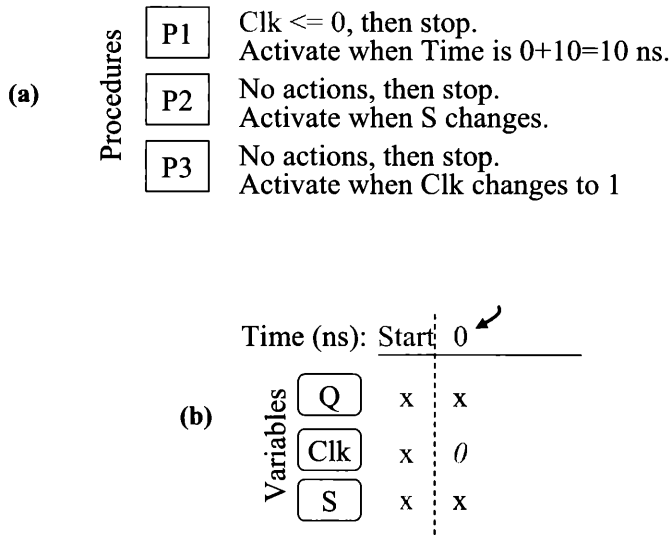 (a)
Procedures
P1
Clk <= 0, then stop.
Activate when Time is 0+10=10 ns.
P2
No actions, then stop.
Activate when S changes.
P3
No actions, then stop.
Activate when Clk changes to 1
(b)
Time (ns): Start 0
Variables
Q x x
Clk x 0
S x x